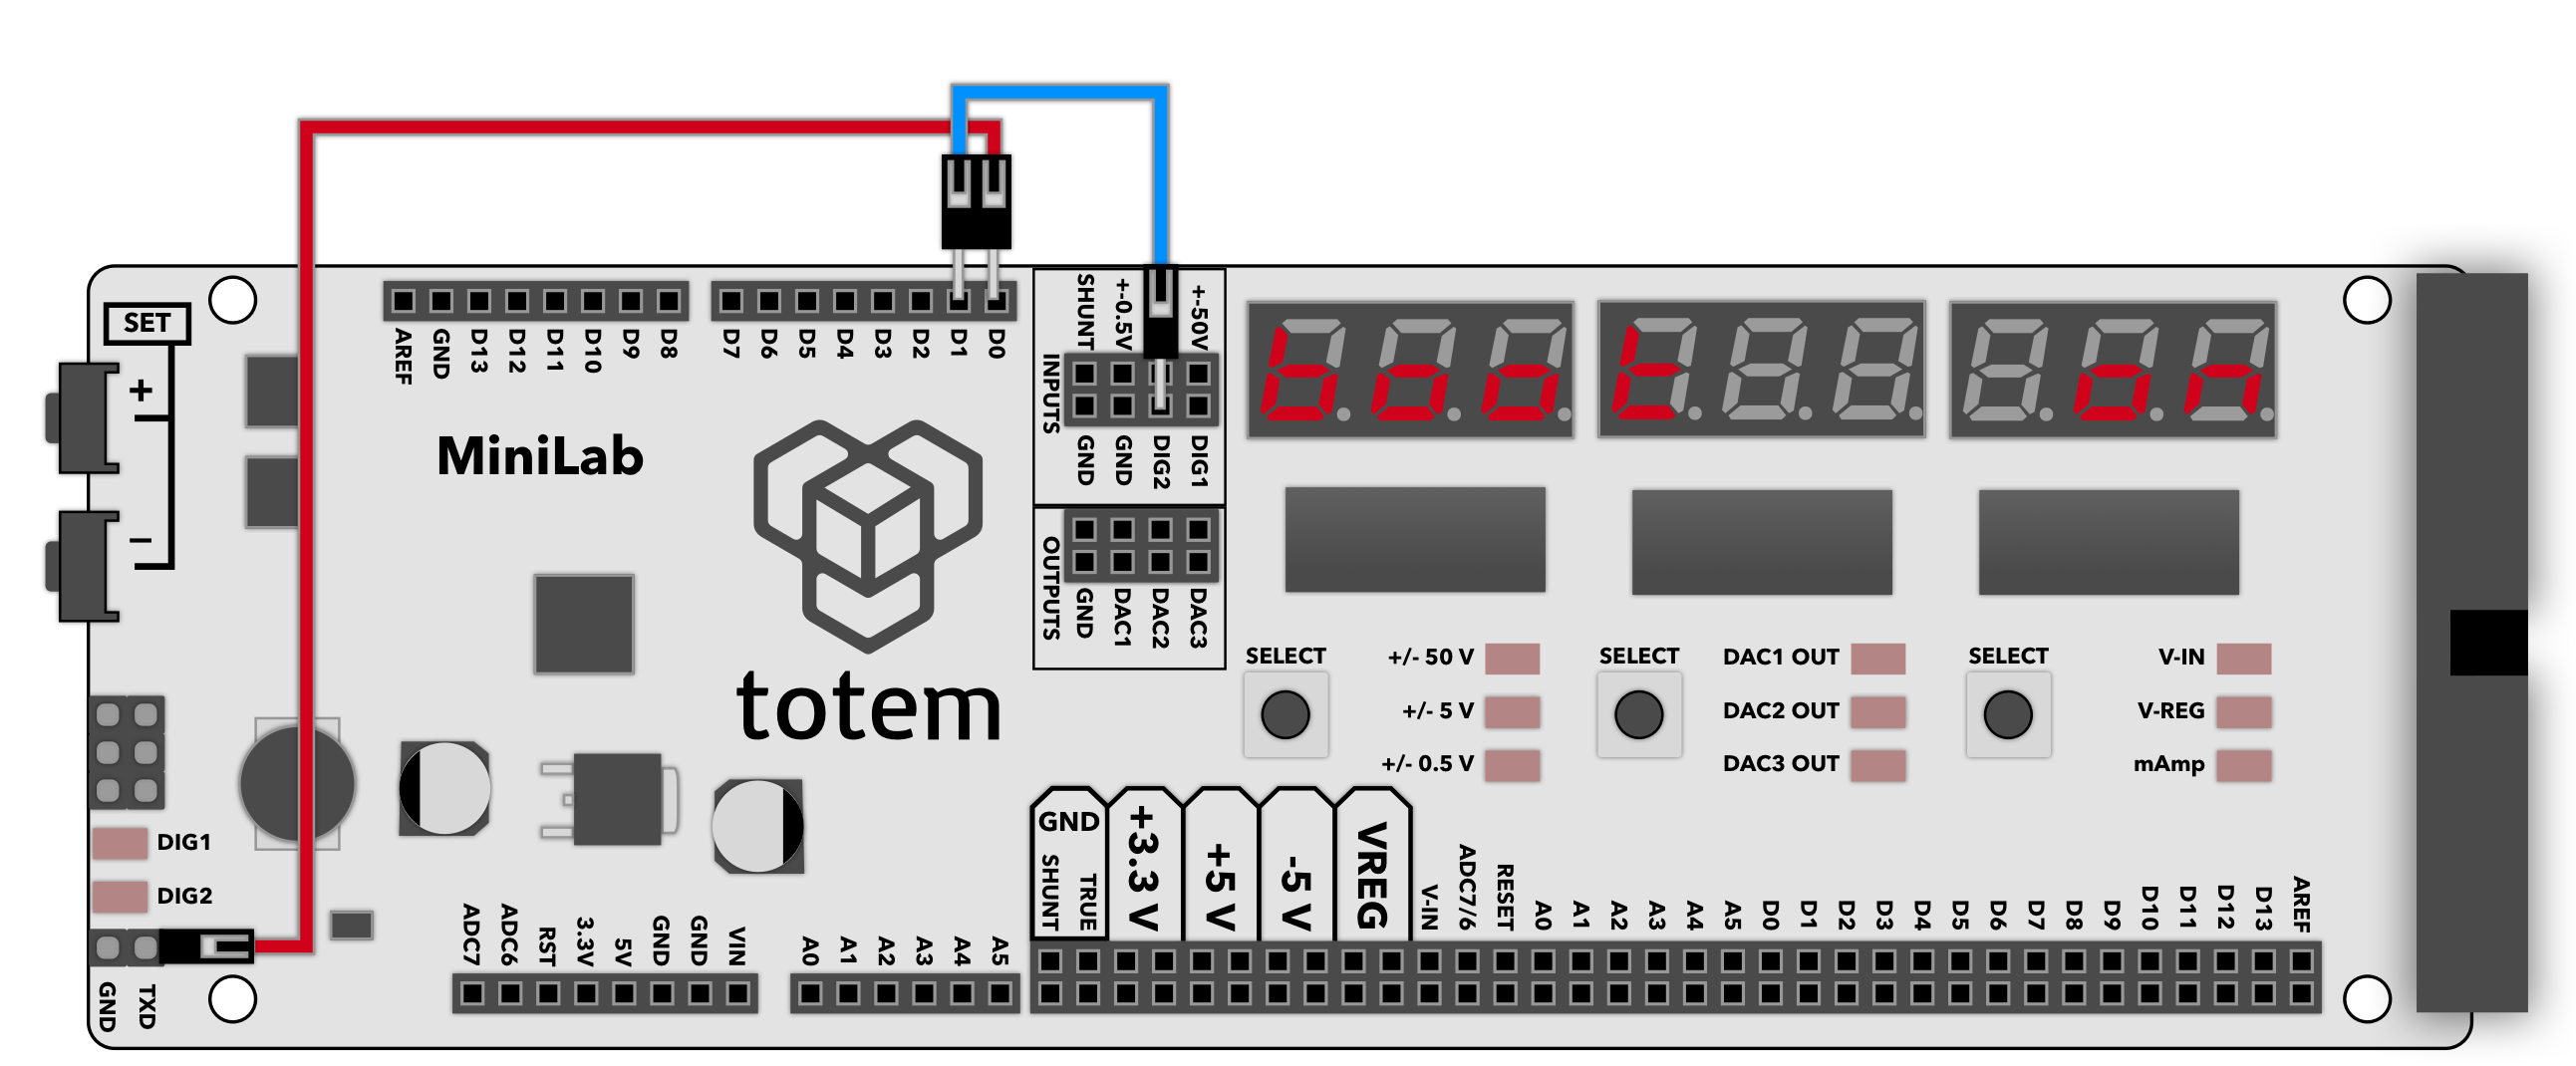 SET
+
−
AREF GND D13 D12 D11 D10 D9 D8
D7 D6 D5 D4 D3 D2 D1 D0
SHUNT +-0.5V +-50V
INPUTS
GND GND DIG2 DIG1
OUTPUTS
GND DAC1 DAC2 DAC3
boo t on
MiniLab
totem
SELECT
+/- 50 V
+/- 5 V
+/- 0.5 V
SELECT
DAC1 OUT
DAC2 OUT
DAC3 OUT
SELECT
V-IN
V-REG
mAmp
DIG1
DIG2
GND TXD
ADC7 ADC6 RST 3.3V 5V GND GND VIN
A0 A1 A2 A3 A4 A5
GND
SHUNT TRUE
+3.3 V
+5 V
-5 V
VREG
V-IN ADC7/6 RESET A0 A1 A2 A3 A4 A5 D0 D1 D2 D3 D4 D5 D6 D7 D8 D9 D10 D11 D12 D13 AREF